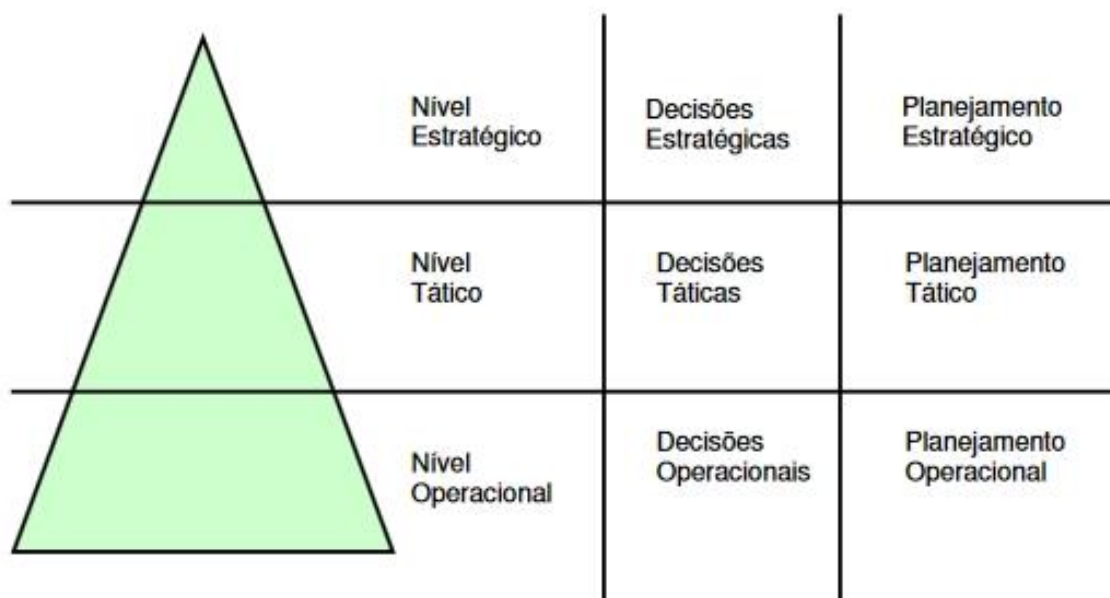 Nível
Estratégico
Decisões
Estratégicas
Planejamento
Estratégico
Nível
Tático
Decisões
Táticas
Planejamento
Tático
Nível
Operacional
Decisões
Operacionais
Planejamento
Operacional